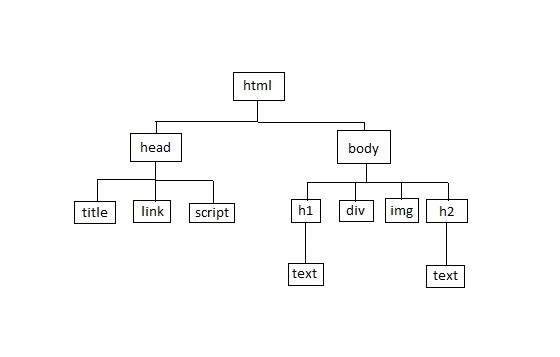 html
head
body
title
link
script
h1
div
img
h2
text
text